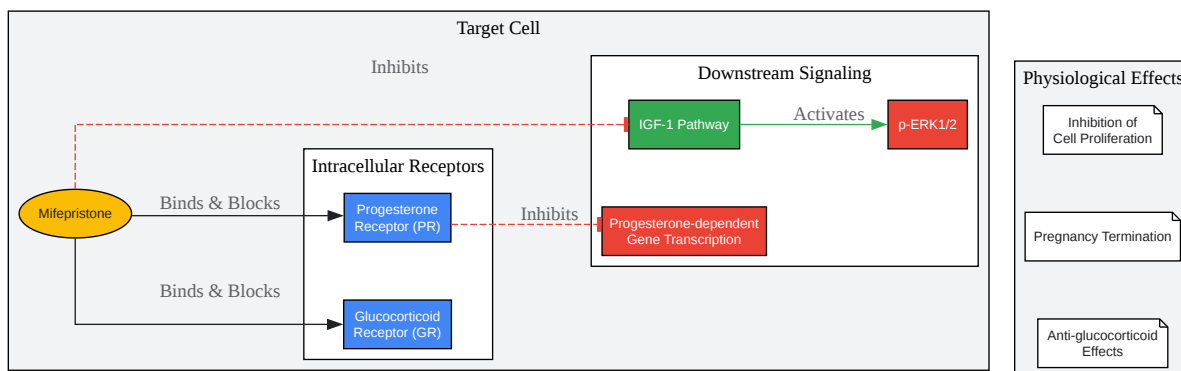 Target Cell
Inhibits
Downstream Signaling
Physiological Effects
IGF-1 Pathway
Activates
p-ERK1/2
Inhibition of
Cell Proliferation
Intracellular Receptors
Mifepristone
Binds & Blocks
Progesterone
Receptor (PR)
Inhibits
Progesterone-dependent
Gene Transcription
Pregnancy Termination
Binds & Blocks
Glucocorticoid
Receptor (GR)
Anti-glucocorticoid
Effects